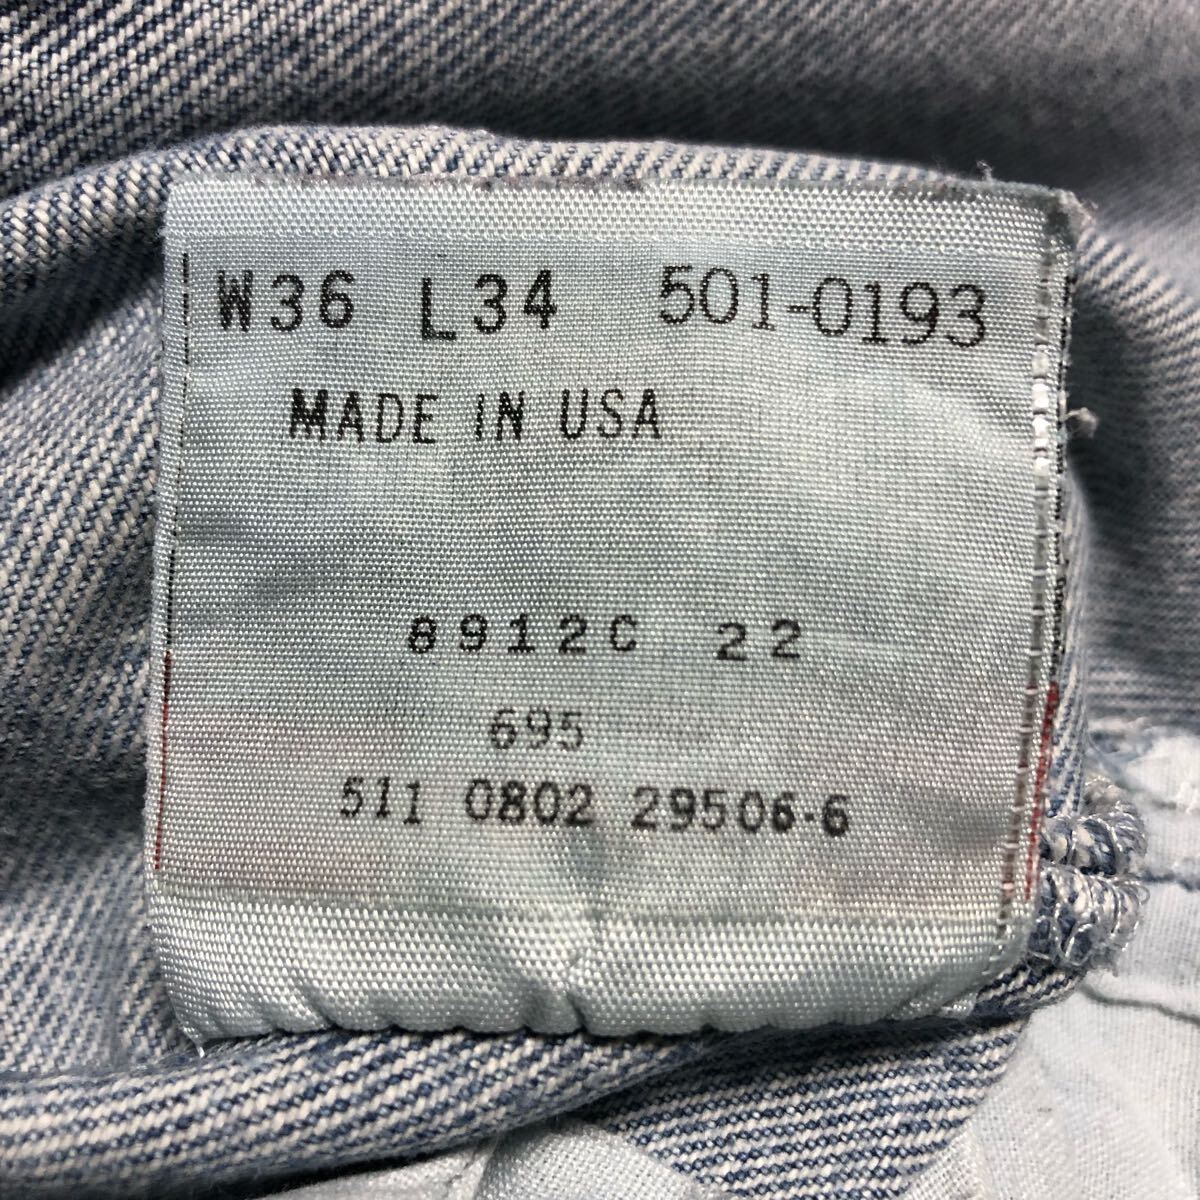 W36 L34 501-0193
MADE IN USA
8912C 22
695
511 0802 29506-6